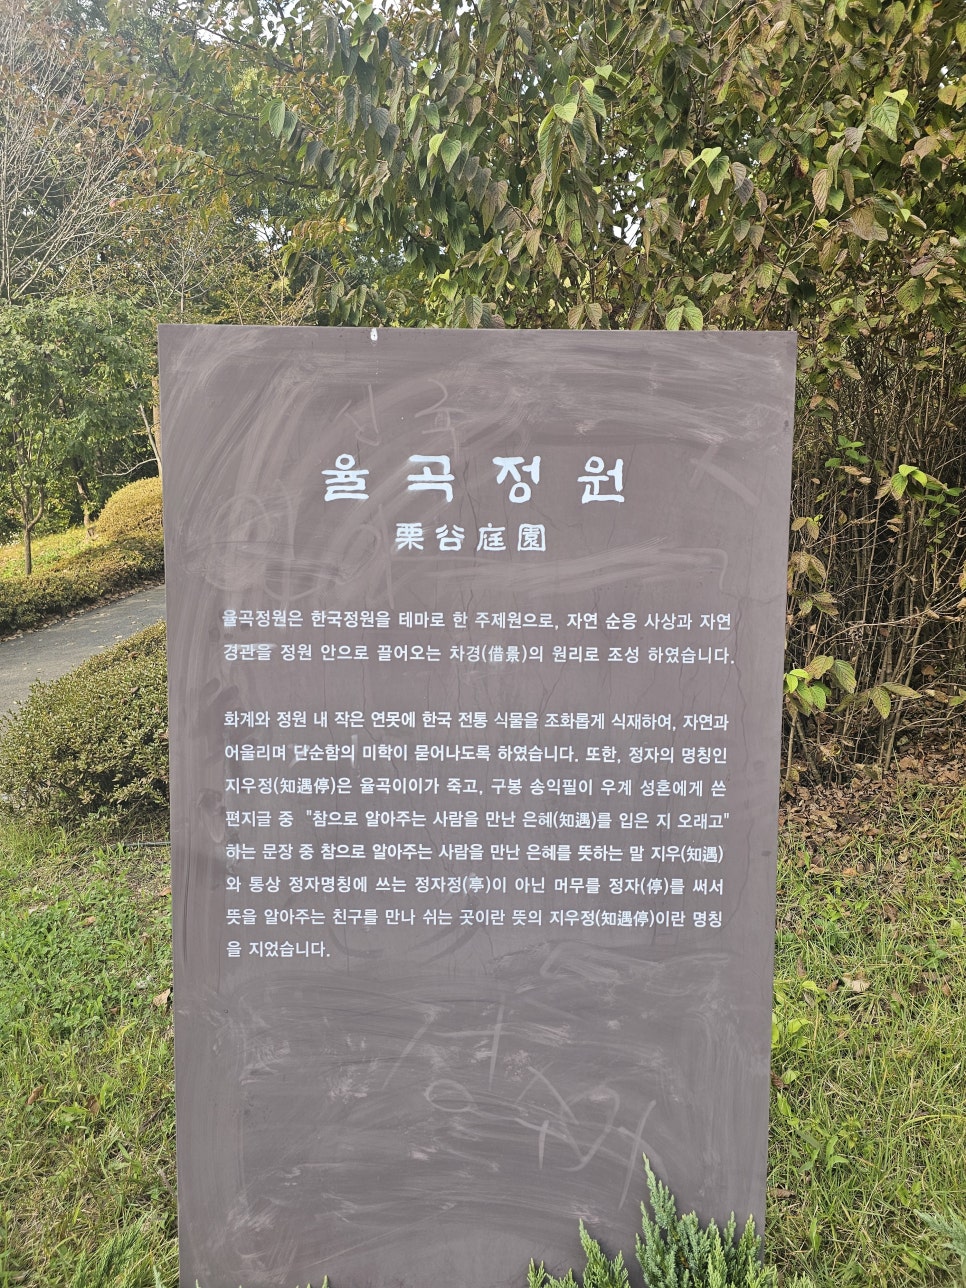 율곡정원
栗谷庭園
율곡정원은 한국정원을 테마로 한 주제원으로, 자연 순응 사상과 자연
경관을 정원 안으로 끌어오는 차경(借景)의 원리로 조성 하였습니다.
화계와 정원 내 작은 연못에 한국 전통 식물을 조화롭게 식재하여, 자연과
어울리며 단순함의 미학이 묻어나도록 하였습니다. 또한, 정자의 명칭인
지우정(知遇停)은 율곡이이가 죽고, 구봉 송익필이 우계 성혼에게 쓴
편지글 중 "참으로 알아주는 사람을 만난 은혜(知遇)를 입은 지 오래고"
하는 문장 중 참으로 알아주는 사람을 만난 은혜를 뜻하는 말 지우(知遇)
와 통상 정자명칭에 쓰는 정자정(亭)이 아닌 머무를 정자(停)를 써서
뜻을 알아주는 친구를 만나 쉬는 곳이란 뜻의 지우정(知遇停)이란 명칭
을 지었습니다.